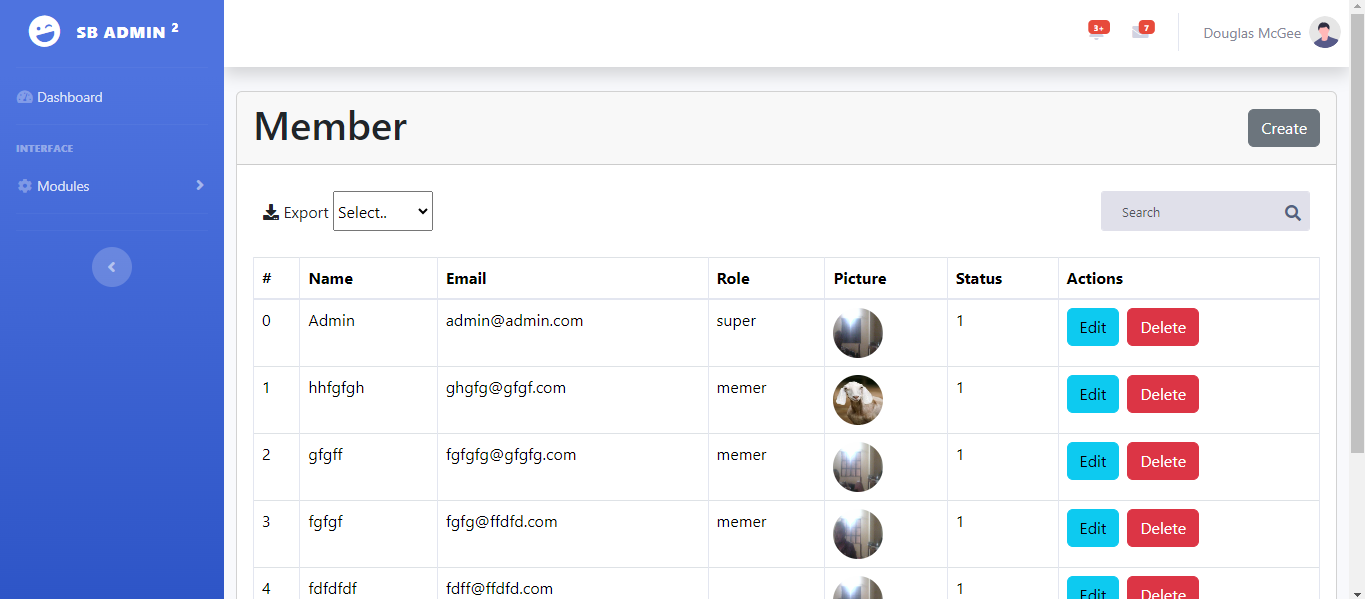 SB ADMIN 2
3+
7
Douglas McGee
Dashboard
INTERFACE
Modules
Member
Create
Export Select..
Search
# Name Email Role Picture Status Actions
0 Admin admin@admin.com super 1 Edit Delete
1 hhfgfgh ghgfg@gfgf.com memer 1 Edit Delete
2 gfgff fgfgfg@gfgfg.com memer 1 Edit Delete
3 fgfgf fgfg@ffdfd.com memer 1 Edit Delete
4 fdfdfdf fdff@ffdfd.com 1 Edit Delete